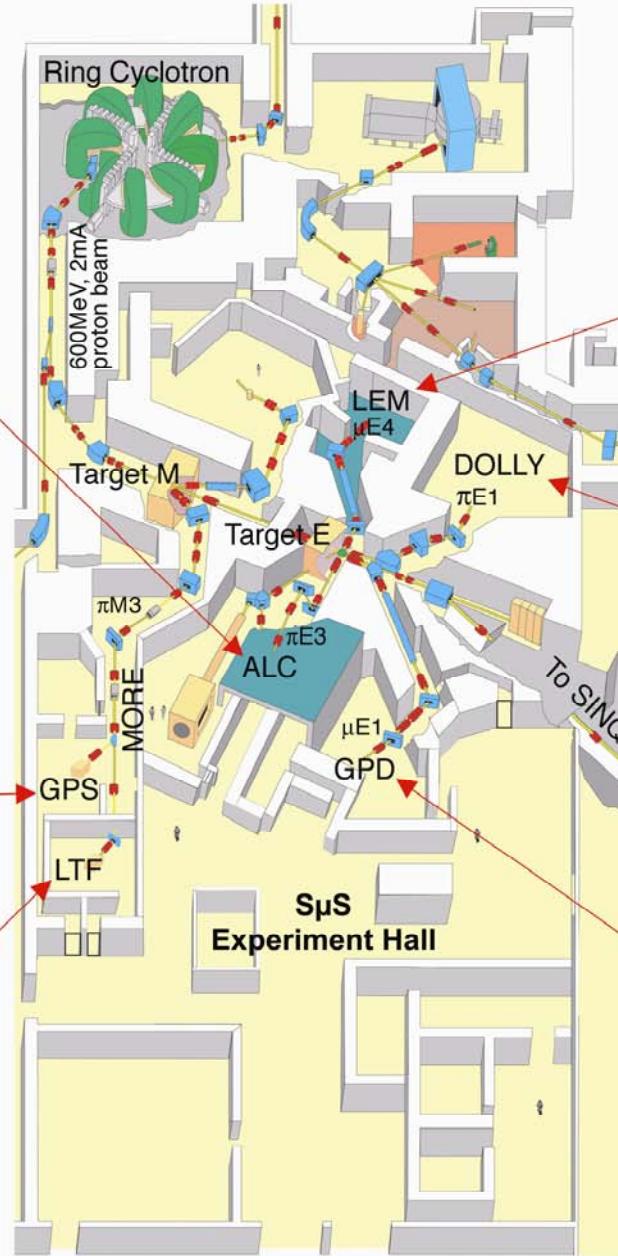 Ring Cyclotron
600MeV, 2mA
proton beam
LEM
µE4
DOLLY
πE1
Target M
Target E
πM3
πE3
ALC
MORE
To SINQ
µE1
GPD
GPS
LTF
SµS
Experiment Hall